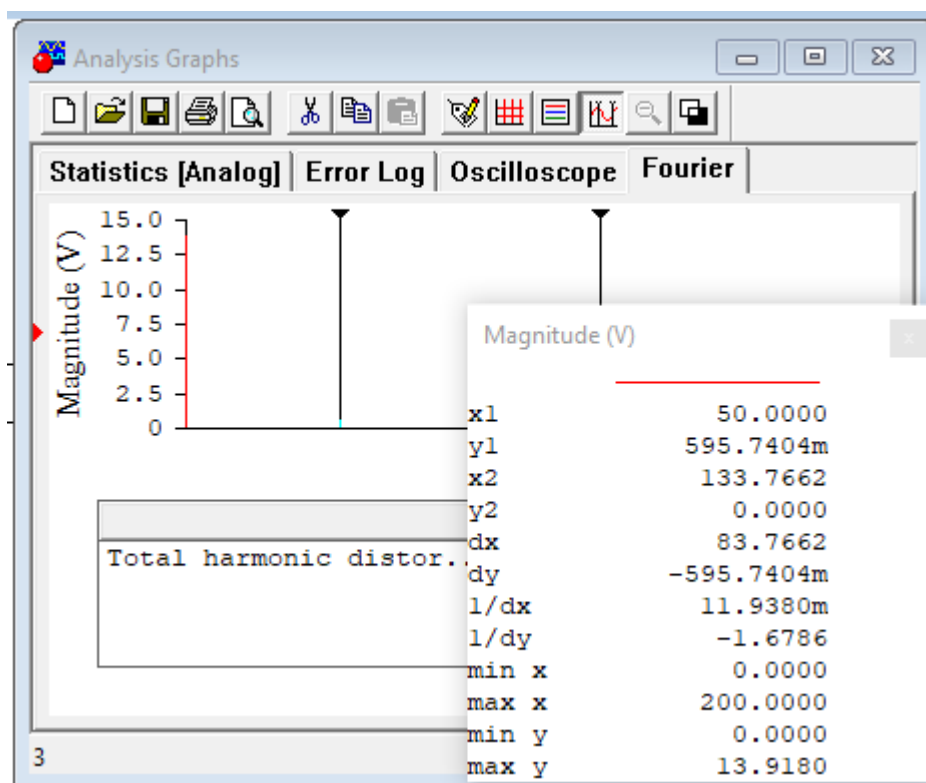 Analysis Graphs
Statistics [Analog] Error Log Oscilloscope Fourier
Magnitude (V)
15.0
12.5
10.0
7.5
5.0
2.5
0
Total harmonic distor..
Magnitude (V)
x
x1 50.0000
y1 595.7404m
x2 133.7662
y2 0.0000
dx 83.7662
dy -595.7404m
1/dx 11.9380m
1/dy -1.6786
min x 0.0000
max x 200.0000
min y 0.0000
max y 13.9180
3